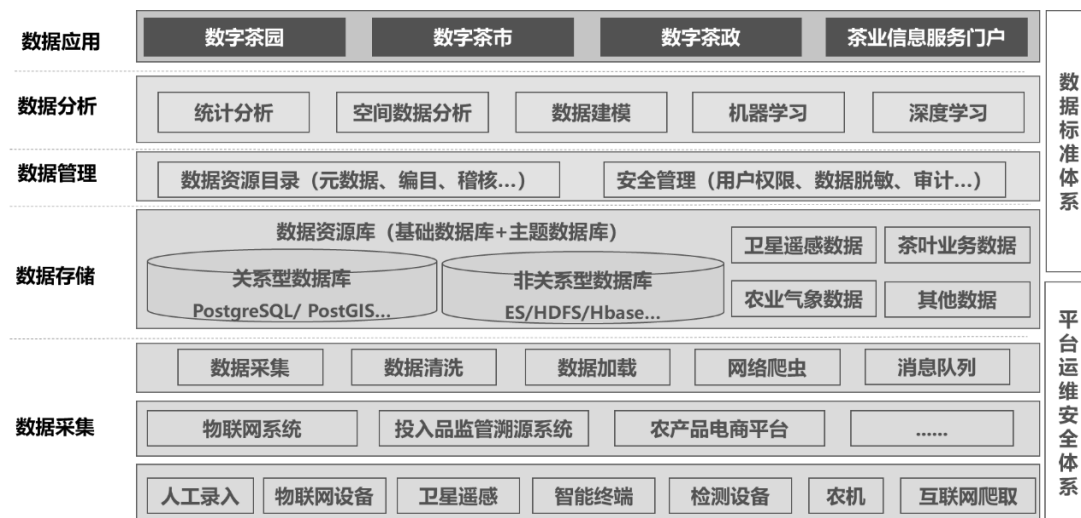 数据应用
数字茶园
数字茶市
数字茶政
茶业信息服务门户
数据分析
统计分析
空间数据分析
数据建模
机器学习
深度学习
数据管理
数据资源目录（元数据、编目、稽核...）
安全管理（用户权限、数据脱敏、审计...）
数据存储
数据资源库（基础数据库+主题数据库）
关系型数据库
PostgreSQL/ PostGIS...
非关系型数据库
ES/HDFS/Hbase...
卫星遥感数据
茶叶业务数据
农业气象数据
其他数据
数据采集
数据采集
数据清洗
数据加载
网络爬虫
消息队列
物联网系统
投入品监管溯源系统
农产品电商平台
......
人工录入
物联网设备
卫星遥感
智能终端
检测设备
农机
互联网爬取
数据标准体系
平台运维安全体系